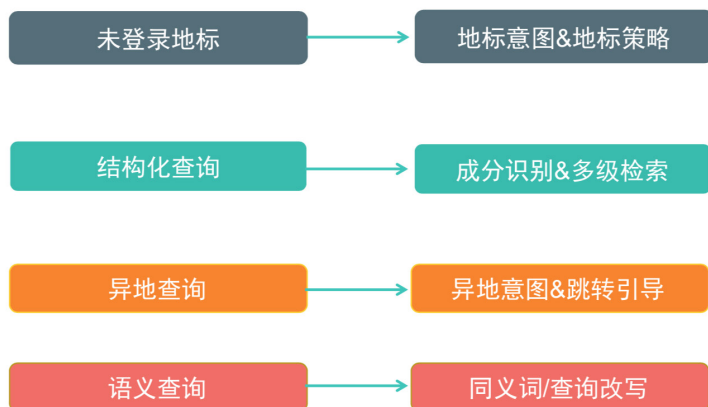 未登录地标
地标意图&地标策略
结构化查询
成分识别&多级检索
异地查询
异地意图&跳转引导
语义查询
同义词/查询改写